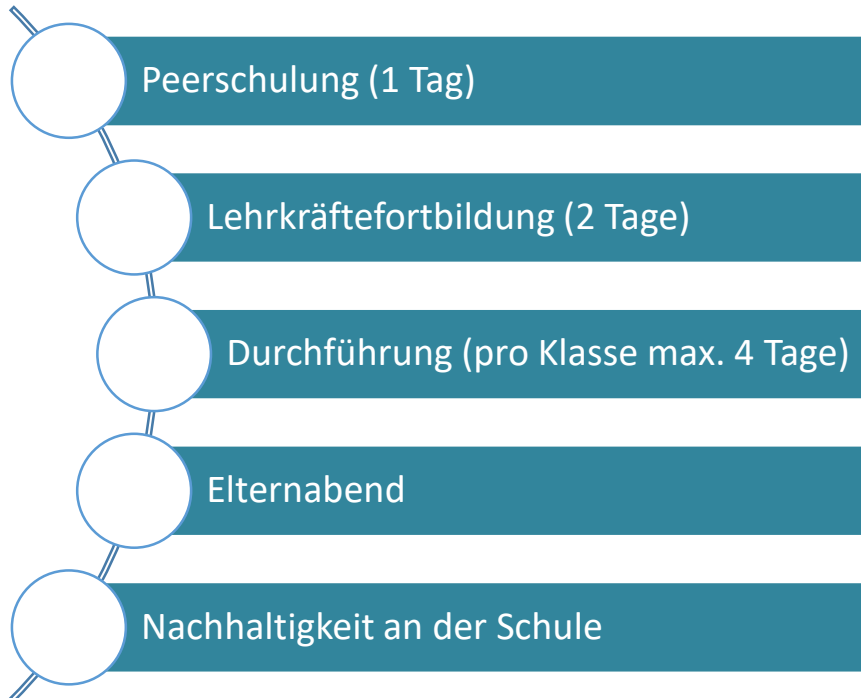 Peerschulung (1 Tag)
Lehrkräftefortbildung (2 Tage)
Durchführung (pro Klasse max. 4 Tage)
Elternabend
Nachhaltigkeit an der Schule